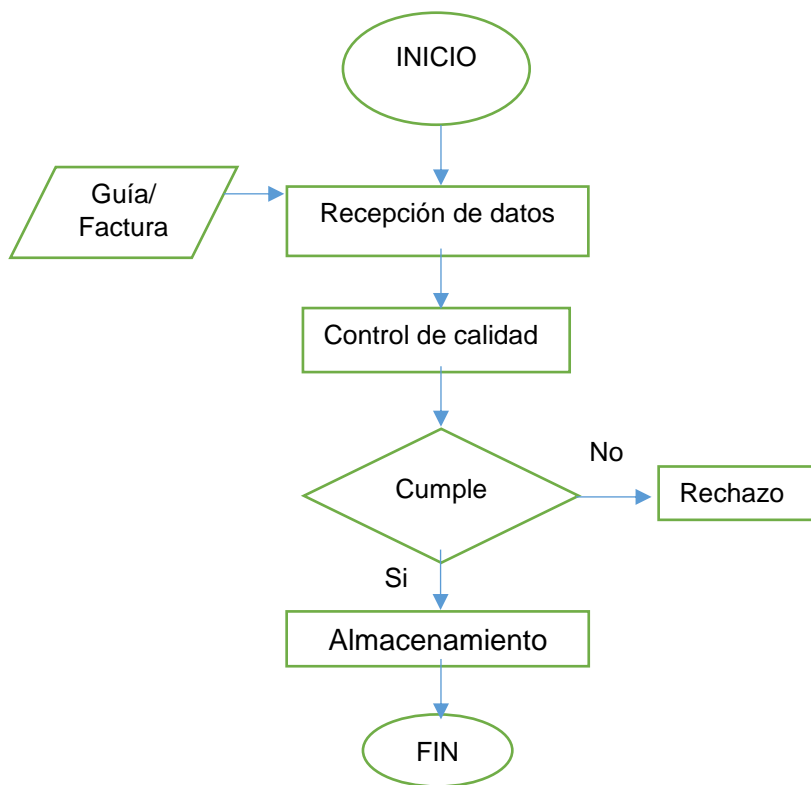 INICIO
Guía/
Factura
Recepción de datos
Control de calidad
Cumple
No
Rechazo
Si
Almacenamiento
FIN